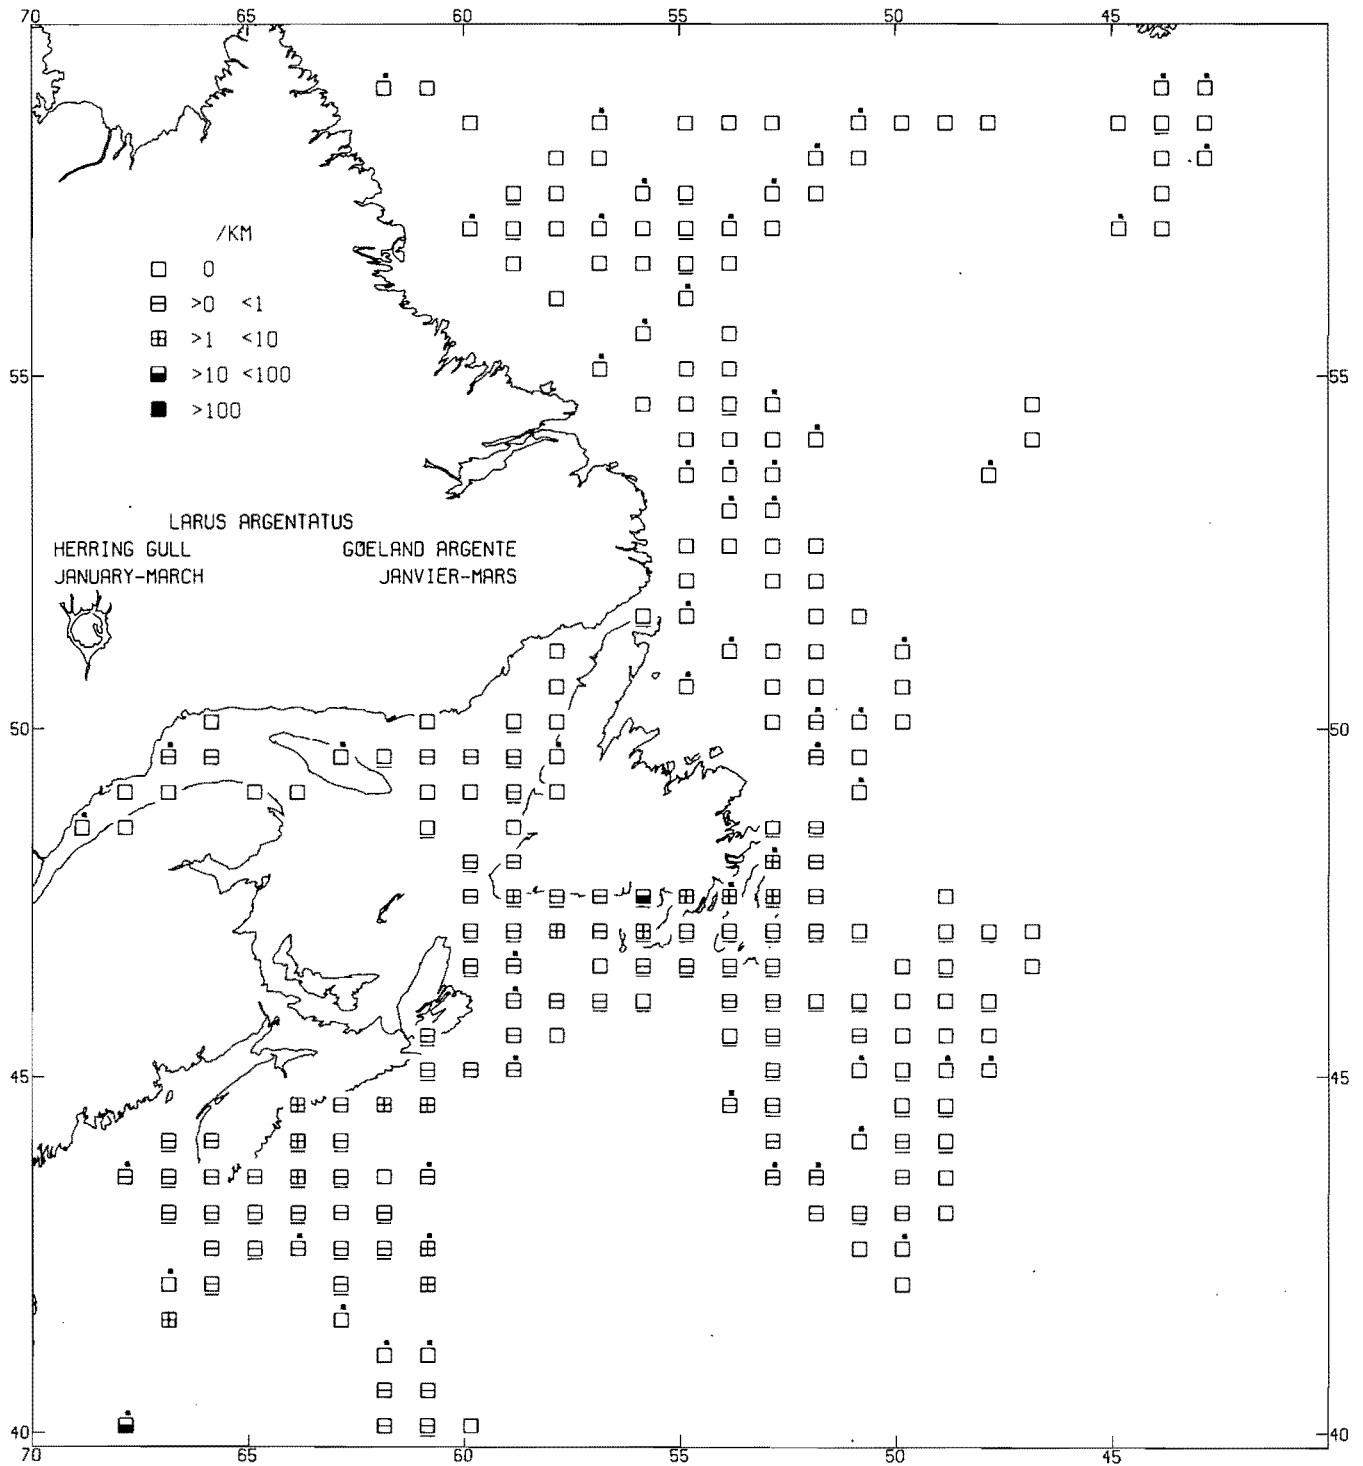 70 65 60 55 50 45
/KM
0
>0 <1
>1 <10
>10 <100
>100
55 55
LARUS ARGENTATUS
HERRING GULL GOELAND ARGENTE
JANUARY-MARCH JANVIER-MARS
50 50
45 45
40 40
70 65 60 55 50 45